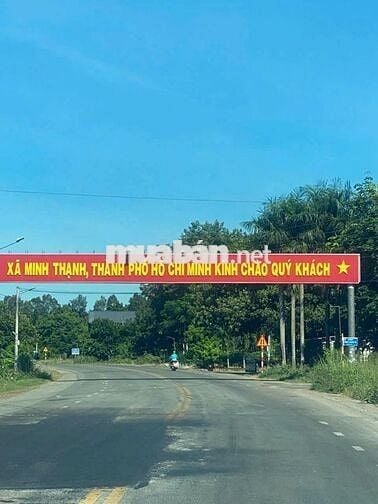 XÃ MINH THẠNH, THÀNH PHỐ HỒ CHÍ MINH KÍNH CHÀO QUÝ KHÁCH
muaban.net